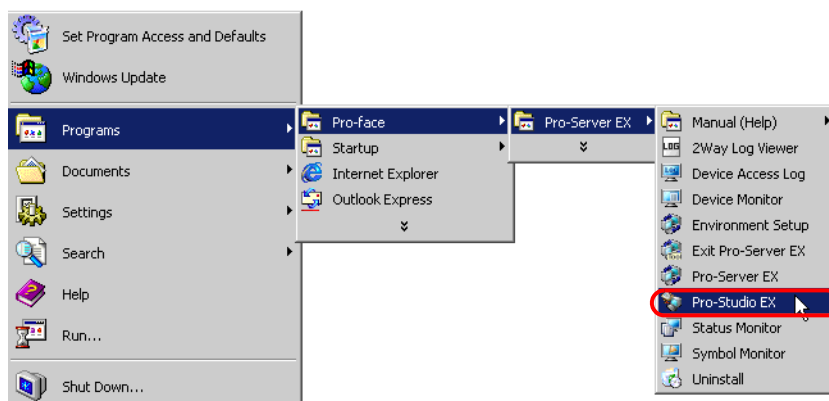 Set Program Access and Defaults
Windows Update
Programs
Documents
Settings
Search
Help
Run...
Shut Down...
Pro-face
Startup
Internet Explorer
Outlook Express
Pro-Server EX
Manual (Help)
2Way Log Viewer
Device Access Log
Device Monitor
Environment Setup
Exit Pro-Server EX
Pro-Server EX
Pro-Studio EX
Status Monitor
Symbol Monitor
Uninstall